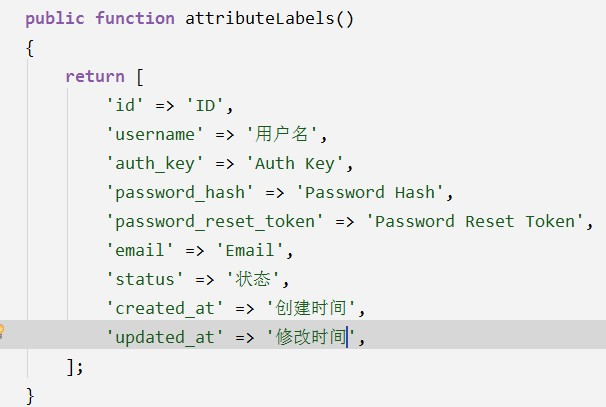 public function attributeLabels()
{
    return [
        'id' => 'ID',
        'username' => '用户名',
        'auth_key' => 'Auth Key',
        'password_hash' => 'Password Hash',
        'password_reset_token' => 'Password Reset Token',
        'email' => 'Email',
        'status' => '状态',
        'created_at' => '创建时间',
        'updated_at' => '修改时间',
    ];
}